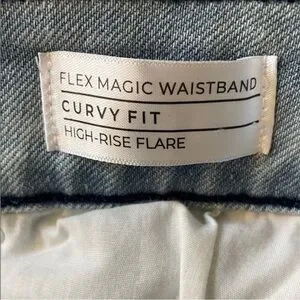 FLEX MAGIC WAISTBAND
CURVY FIT
HIGH-RISE FLARE